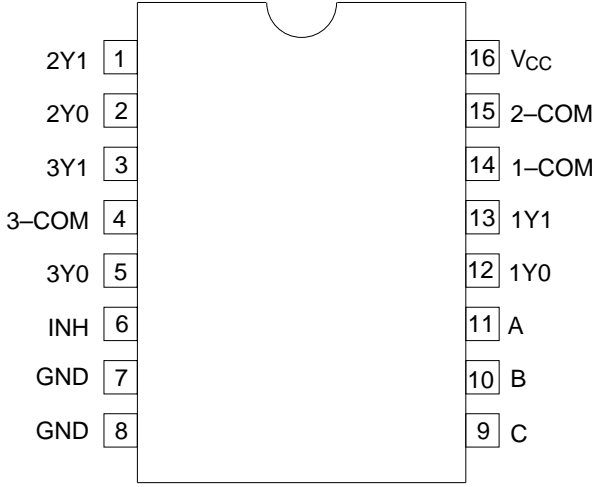 2Y1 1 16 VCC
2Y0 2 15 2–COM
3Y1 3 14 1–COM
3–COM 4 13 1Y1
3Y0 5 12 1Y0
INH 6 11 A
GND 7 10 B
GND 8 9 C